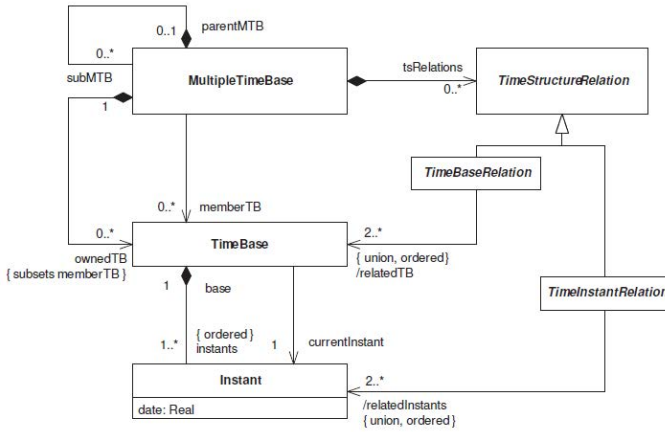 0..1
parentMTB
0..*
subMTB
MultipleTimeBase
tsRelations
0..*
TimeStructureRelation
1
TimeBaseRelation
0..*
memberTB
0..*
ownedTB
{ subsets memberTB }
TimeBase
2..*
{ union, ordered}
/relatedTB
1
base
TimeInstantRelation
{ ordered }
1..*
instants
1
currentInstant
Instant
date: Real
2..*
/relatedInstants
{ union, ordered}